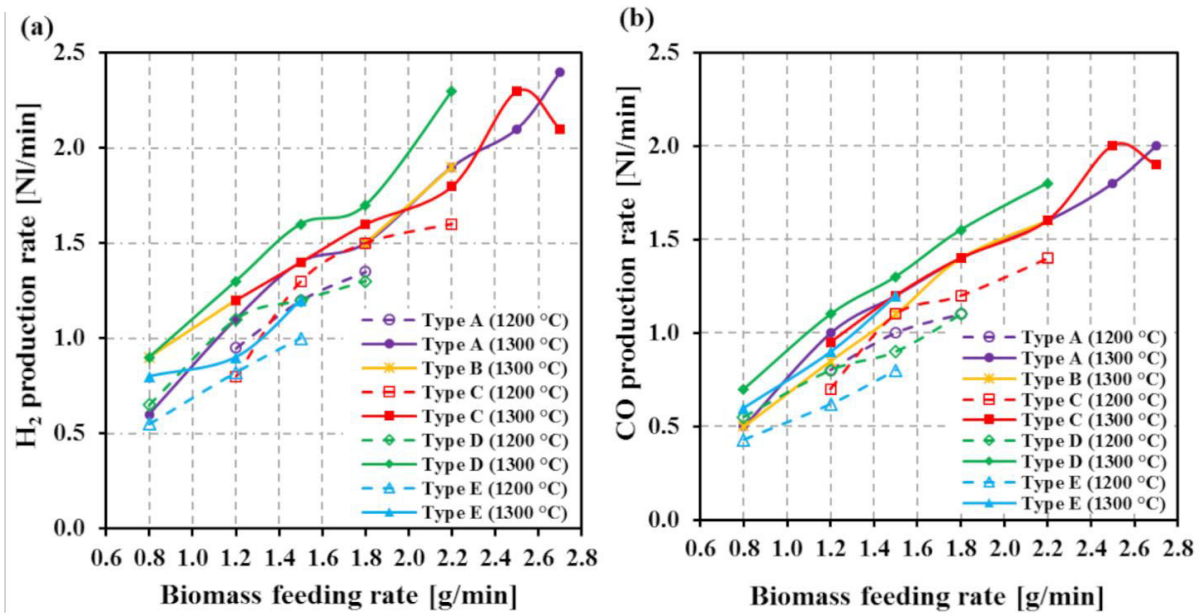 (a)
H2 production rate [Nl/min]
2.5
2.0
1.5
1.0
0.5
0.0
Type A (1200 °C)
Type A (1300 °C)
Type B (1300 °C)
Type C (1200 °C)
Type C (1300 °C)
Type D (1200 °C)
Type D (1300 °C)
Type E (1200 °C)
Type E (1300 °C)
0.6 0.8 1.0 1.2 1.4 1.6 1.8 2.0 2.2 2.4 2.6 2.8
Biomass feeding rate [g/min]
(b)
CO production rate [Nl/min]
2.5
2.0
1.5
1.0
0.5
0.0
Type A (1200 °C)
Type A (1300 °C)
Type B (1300 °C)
Type C (1200 °C)
Type C (1300 °C)
Type D (1200 °C)
Type D (1300 °C)
Type E (1200 °C)
Type E (1300 °C)
0.6 0.8 1.0 1.2 1.4 1.6 1.8 2.0 2.2 2.4 2.6 2.8
Biomass feeding rate [g/min]